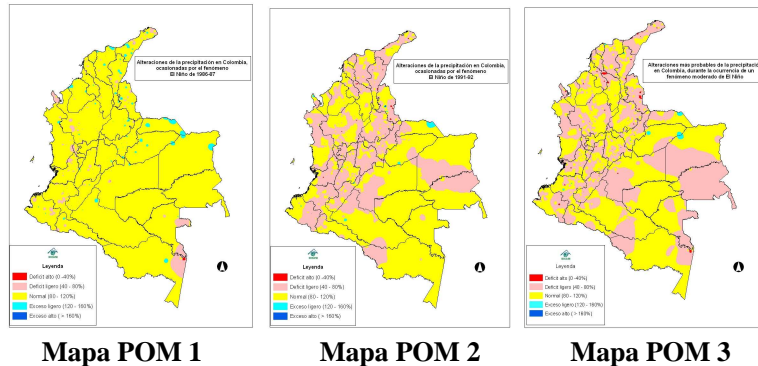 Alteraciones de la precipitación en Colombia,
ocasionadas por el fenómeno
El Niño de 1986-87
Leyenda
Deficit alto (0 -40%)
Deficit ligero (40 - 80%)
Normal (80 - 120%)
Exceso ligero (120 - 160%)
Exceso alto ( > 160%)
Mapa POM 1
Alteraciones de la precipitación en Colombia,
ocasionadas por el fenómeno
El Niño de 1991-92
Leyenda
Deficit alto (0 -40%)
Deficit ligero (40 - 80%)
Normal (80 - 120%)
Exceso ligero (120 - 160%)
Exceso alto ( > 160%)
Mapa POM 2
Alteraciones más probables de la precipitación
en Colombia, durante la ocurrencia de un
fenómeno moderado de El Niño
Leyenda
Deficit alto (0 -40%)
Deficit ligero (40 - 80%)
Normal (80 - 120%)
Exceso ligero (120 - 160%)
Exceso alto ( > 160%)
Mapa POM 3